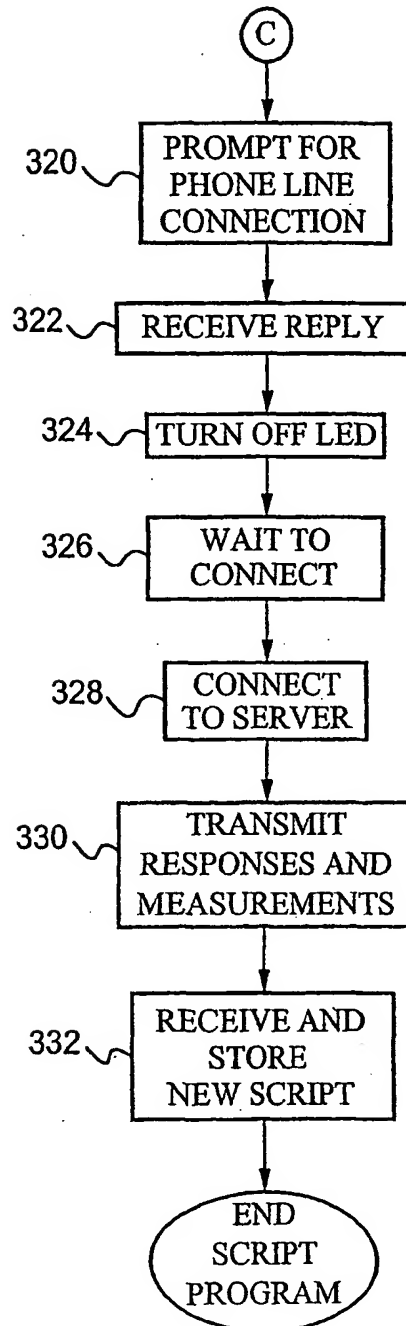 C
320
PROMPT FOR
PHONE LINE
CONNECTION
322
RECEIVE REPLY
324
TURN OFF LED
326
WAIT TO
CONNECT
328
CONNECT
TO SERVER
330
TRANSMIT
RESPONSES AND
MEASUREMENTS
332
RECEIVE AND
STORE
NEW SCRIPT
END
SCRIPT
PROGRAM